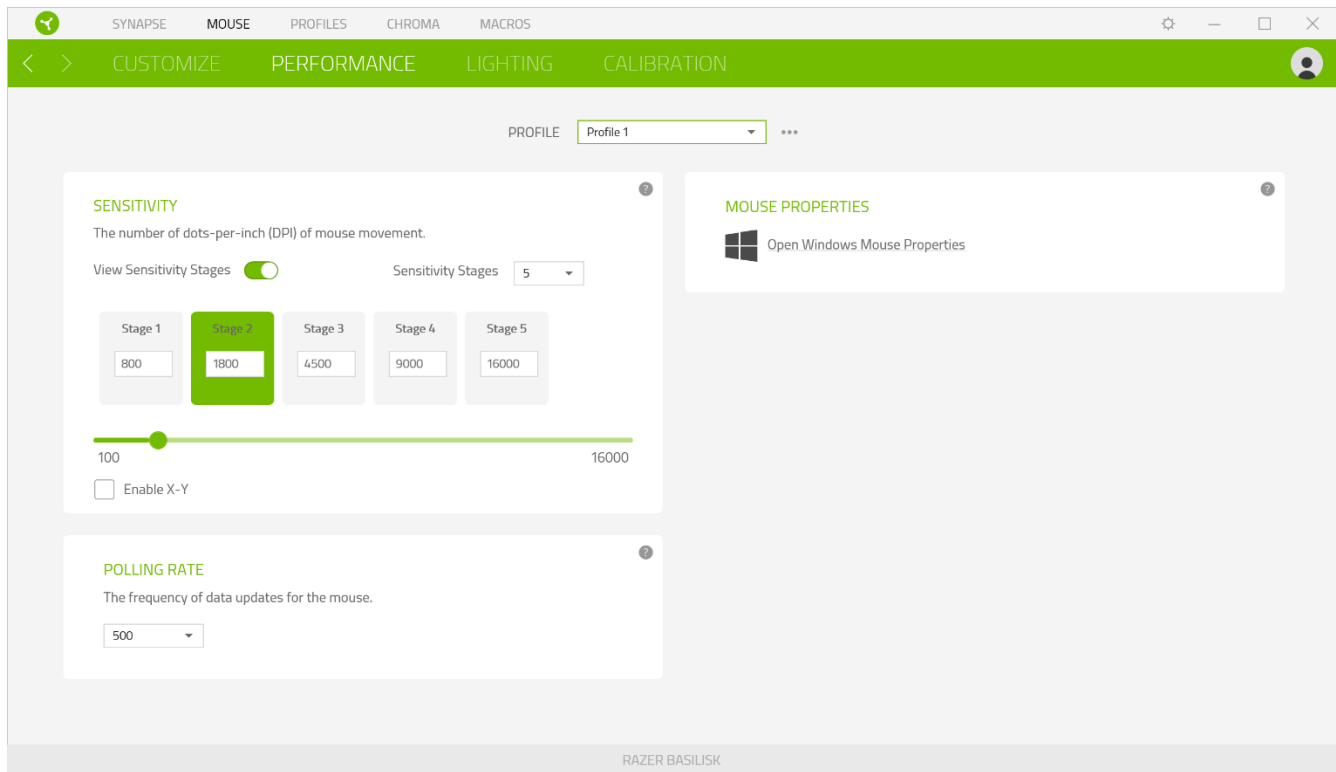 SYNAPSE MOUSE PROFILES CHROMA MACROS
CUSTOMIZE PERFORMANCE LIGHTING CALIBRATION
PROFILE Profile 1
SENSITIVITY
The number of dots-per-inch (DPI) of mouse movement.
View Sensitivity Stages Sensitivity Stages 5
Stage 1 Stage 2 Stage 3 Stage 4 Stage 5
800 1800 4500 9000 16000
100 16000
Enable X-Y
POLLING RATE
The frequency of data updates for the mouse.
500
MOUSE PROPERTIES
Open Windows Mouse Properties
RAZER BASILISK